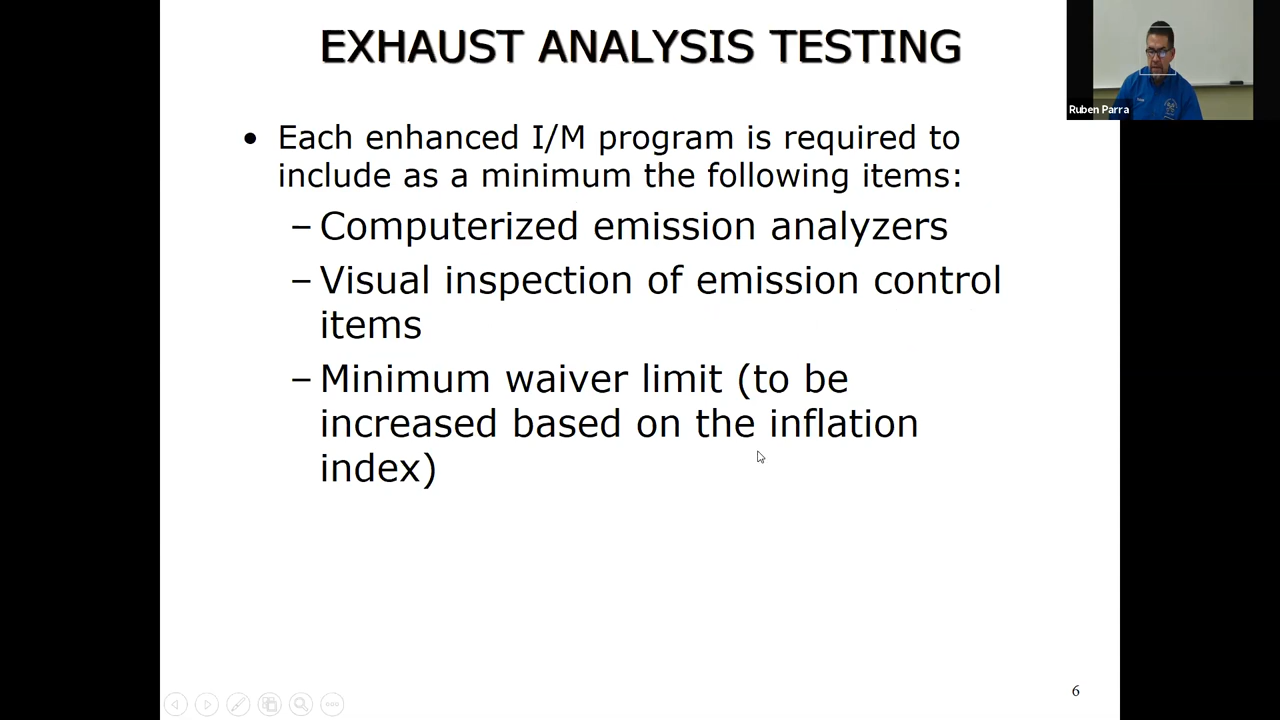 EXHAUST ANALYSIS TESTING
Ruben Parra
• Each enhanced I/M program is required to
include as a minimum the following items:
– Computerized emission analyzers
– Visual inspection of emission control
items
– Minimum waiver limit (to be
increased based on the inflation
index)
6